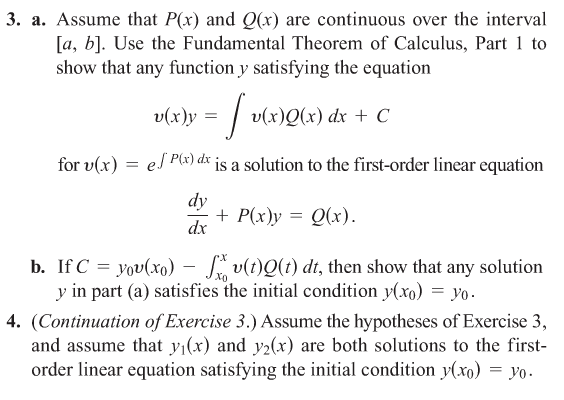 3. a. Assume that P(x) and Q(x) are continuous over the interval
[a, b]. Use the Fundamental Theorem of Calculus, Part 1 to
show that any function y satisfying the equation
v(x)y = ∫ v(x)Q(x) dx + C
for v(x) = e^{∫ P(x) dx} is a solution to the first-order linear equation
dy/dx + P(x)y = Q(x).
b. If C = y₀v(x₀) − ∫_{x₀}^{x} v(t)Q(t) dt, then show that any solution
y in part (a) satisfies the initial condition y(x₀) = y₀.
4. (Continuation of Exercise 3.) Assume the hypotheses of Exercise 3,
and assume that y₁(x) and y₂(x) are both solutions to the first-
order linear equation satisfying the initial condition y(x₀) = y₀.